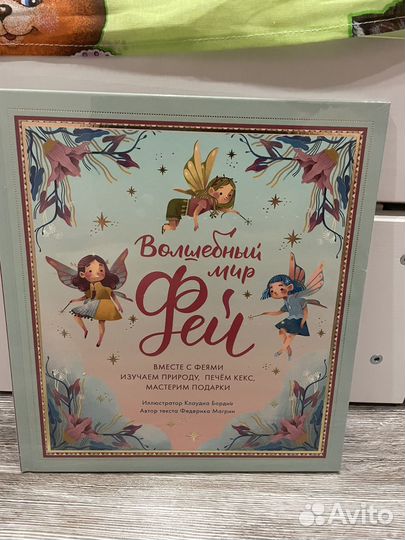 Волшебный
мир
Фей
ВМЕСТЕ С ФЕЯМИ
ИЗУЧАЕМ ПРИРОДУ, ПЕЧЁМ КЕКС,
МАСТЕРИМ ПОДАРКИ
Иллюстратор Клаудиа Бордин
Автор текста Федерика Магрин
Avito